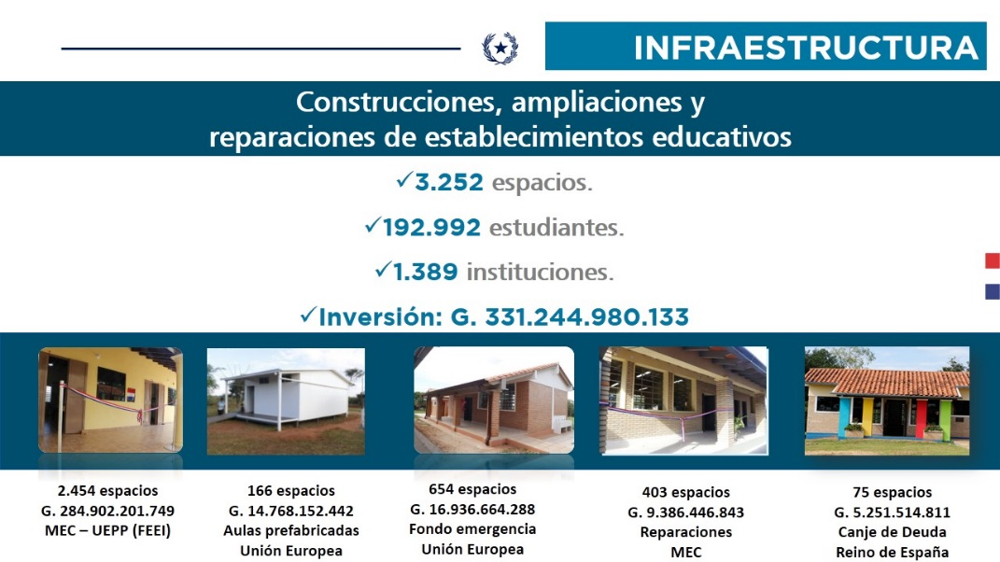 INFRAESTRUCTURA
Construcciones, ampliaciones y
reparaciones de establecimientos educativos
✓3.252 espacios.
✓192.992 estudiantes.
✓1.389 instituciones.
✓Inversión: G. 331.244.980.133
2.454 espacios
G. 284.902.201.749
MEC – UEPP (FEEI)
166 espacios
G. 14.768.152.442
Aulas prefabricadas
Unión Europea
654 espacios
G. 16.936.664.288
Fondo emergencia
Unión Europea
403 espacios
G. 9.386.446.843
Reparaciones
MEC
75 espacios
G. 5.251.514.811
Canje de Deuda
Reino de España